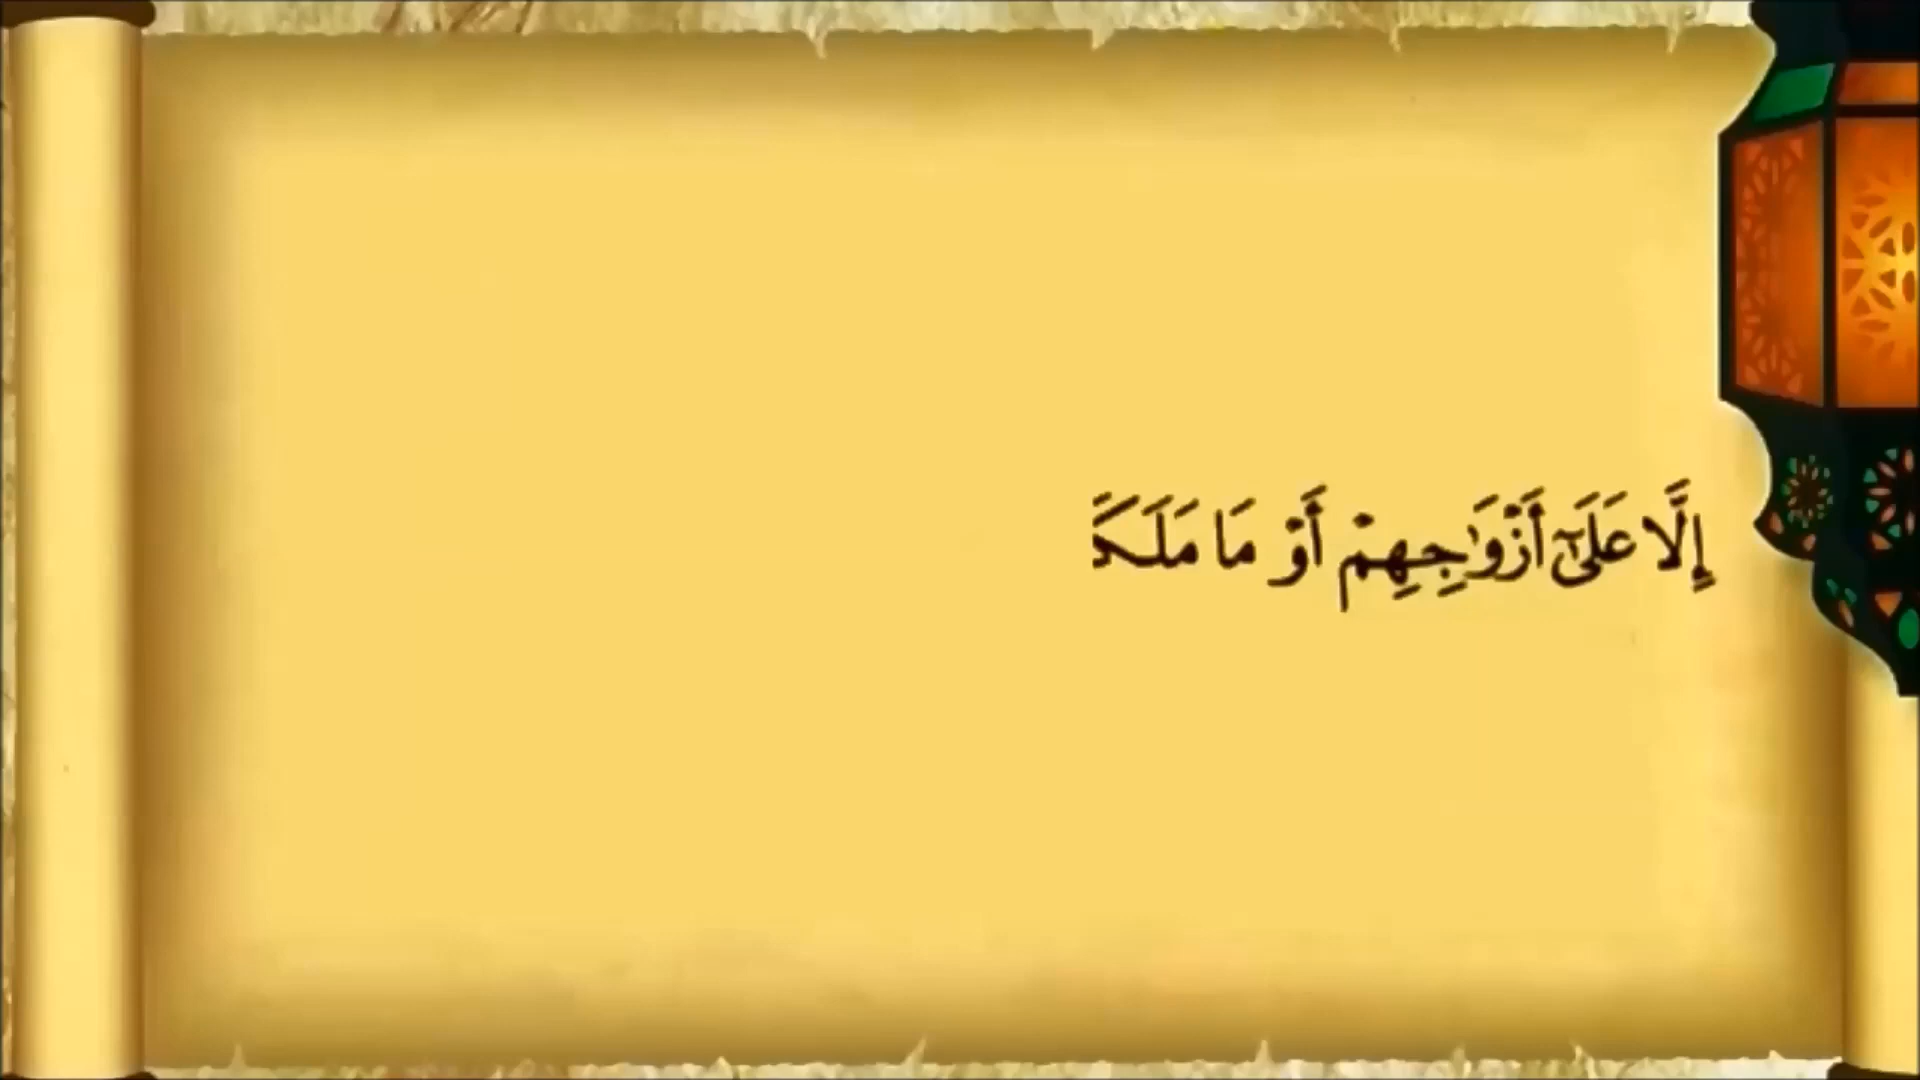 إِلَّا عَلَىٰٓ أَزْوَٰجِهِمْ أَوْ مَا مَلَكَ